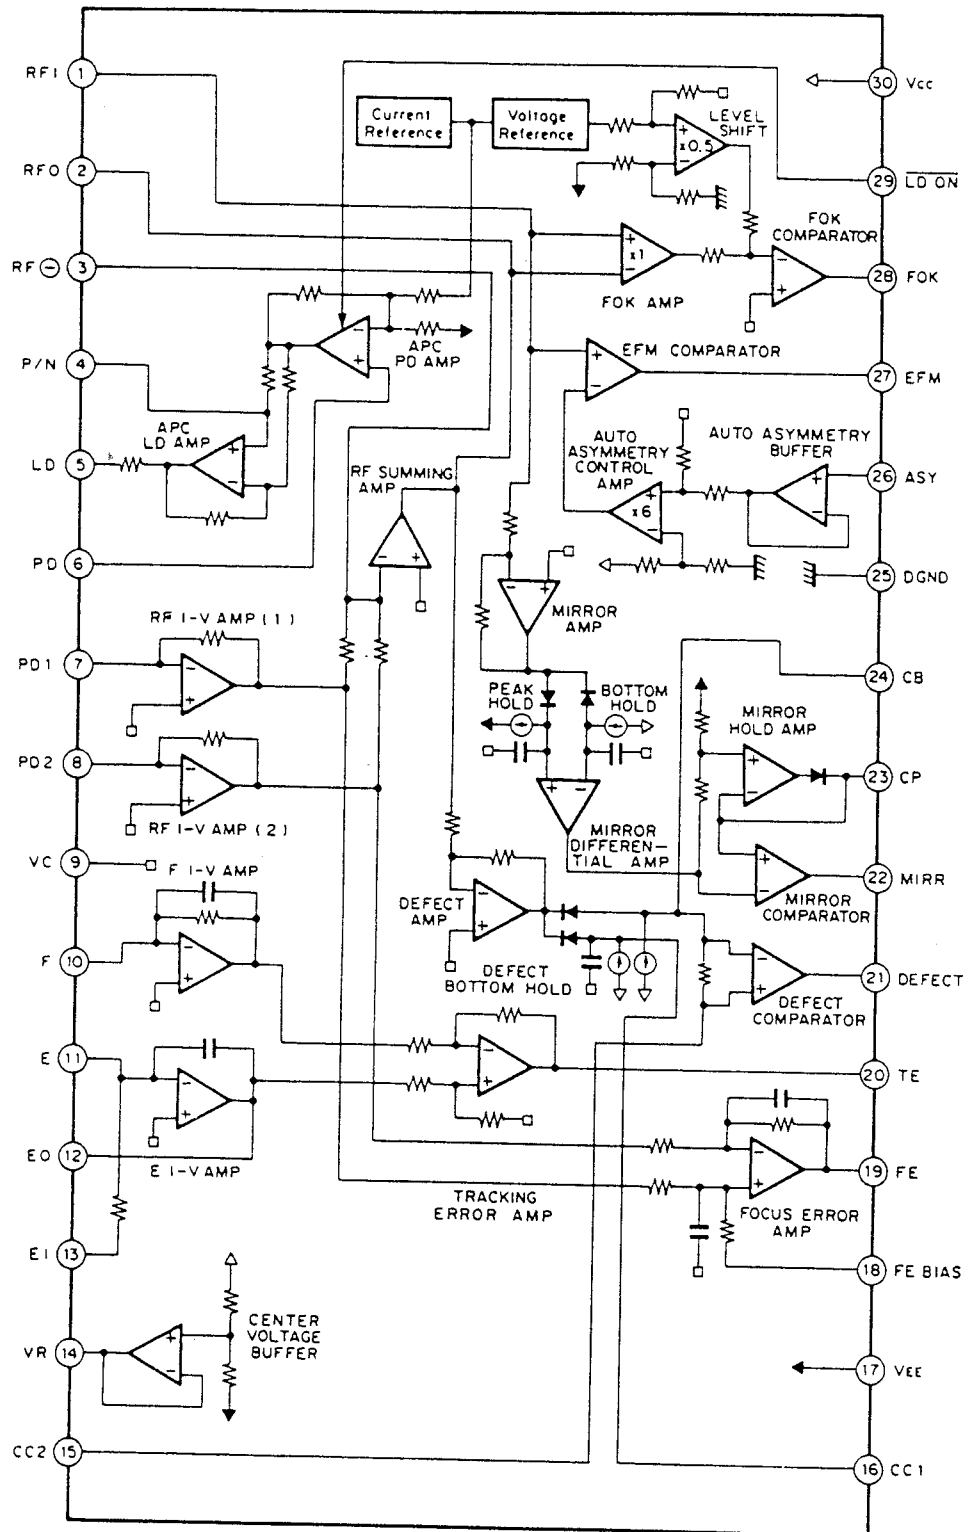 RFI 1
RFO 2
RF⊖ 3
P/N 4
LD 5
PD 6
PD1 7
PD2 8
VC 9
F 10
E 11
EO 12
EI 13
VR 14
CC2 15
30 Vcc
29 LD ON
28 FOK
27 EFM
26 ASY
25 DGND
24 CB
23 CP
22 MIRR
21 DEFECT
20 TE
19 FE
18 FE BIAS
17 VEE
16 CC1
Current
Reference
Voltage
Reference
LEVEL
SHIFT
+
×0.5
−
FOK
COMPARATOR
−
+
+
×1
−
FOK AMP
−
+
APC
PD AMP
EFM COMPARATOR
+
−
APC
LD AMP
+
−
RF SUMMING
AMP
− +
AUTO
ASYMMETRY
CONTROL
AMP
+
×6
−
AUTO ASYMMETRY
BUFFER
+
−
− +
MIRROR
AMP
RF I-V AMP (1)
−
+
−
+
RF I-V AMP (2)
PEAK
HOLD
BOTTOM
HOLD
+ −
MIRROR
DIFFEREN-
TIAL AMP
MIRROR
HOLD AMP
+
−
+
−
MIRROR
COMPARATOR
F I-V AMP
−
+
DEFECT
AMP
−
+
DEFECT
BOTTOM HOLD
−
+
DEFECT
COMPARATOR
−
+
E I-V AMP
−
+
TRACKING
ERROR AMP
−
+
FOCUS ERROR
AMP
CENTER
VOLTAGE
BUFFER
+
−